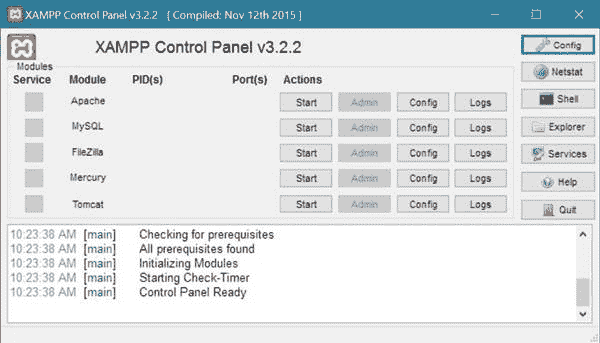 XAMPP Control Panel v3.2.2 [ Compiled: Nov 12th 2015 ]
XAMPP Control Panel v3.2.2
Config
Modules
Service Module PID(s) Port(s) Actions
Netstat
Apache Start Admin Config Logs
Shell
MySQL Start Admin Config Logs
Explorer
FileZilla Start Admin Config Logs
Services
Mercury Start Admin Config Logs
Help
Tomcat Start Admin Config Logs
Quit
10:23:38 AM [main] Checking for prerequisites
10:23:38 AM [main] All prerequisites found
10:23:38 AM [main] Initializing Modules
10:23:38 AM [main] Starting Check-Timer
10:23:38 AM [main] Control Panel Ready